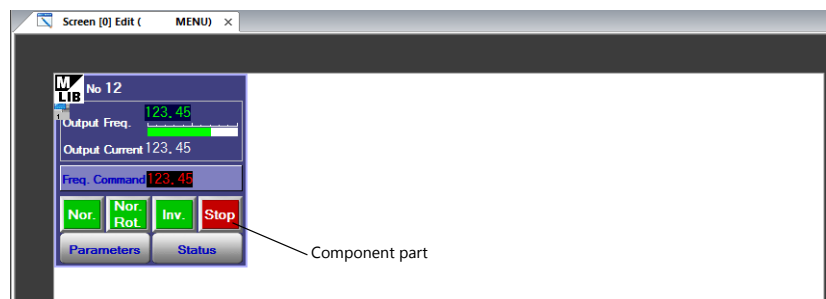 Screen [0] Edit ( MENU) ×
M
LIB
No 12
1
Output Freq. 123.45
Output Current 123.45
Freq. Command 123.45
Nor. Nor. Rot. Inv. Stop
Parameters Status
Component part